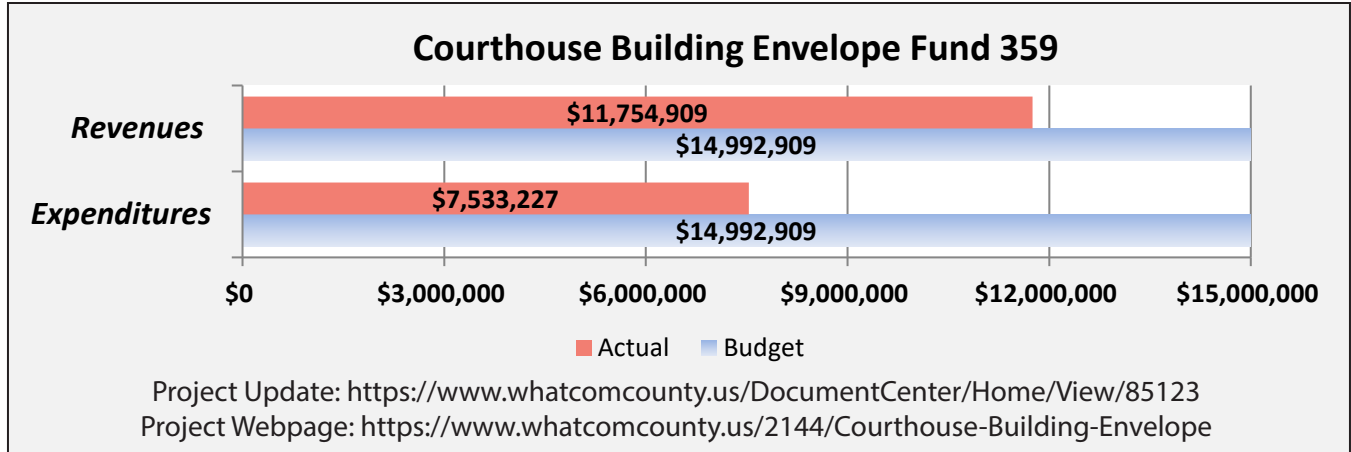 Courthouse Building Envelope Fund 359
Revenues
$11,754,909
$14,992,909
Expenditures
$7,533,227
$14,992,909
$0 $3,000,000 $6,000,000 $9,000,000 $12,000,000 $15,000,000
Actual Budget
Project Update: https://www.whatcomcounty.us/DocumentCenter/Home/View/85123
Project Webpage: https://www.whatcomcounty.us/2144/Courthouse-Building-Envelope